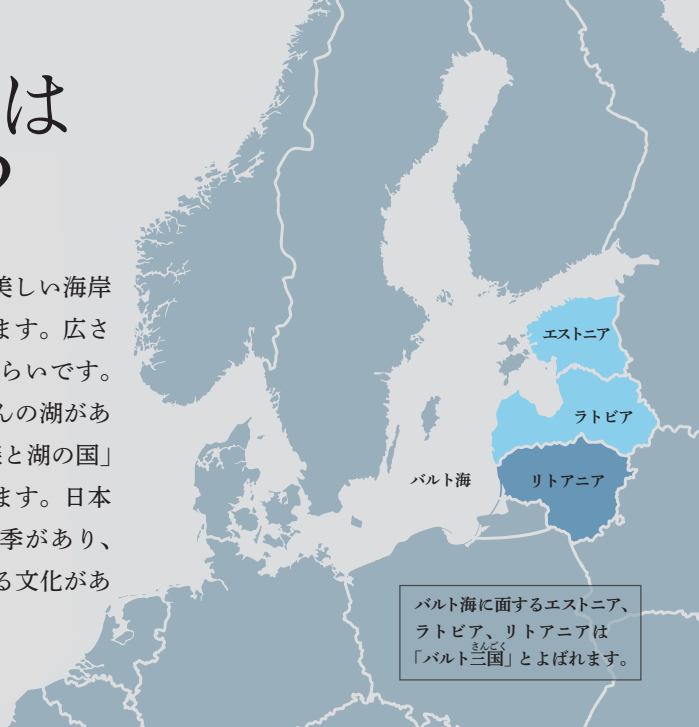 は
美しい海岸
ます。広さ
らいです。
んの湖があ
と湖の国」
ます。日本
季があり、
る文化があ
エストニア
ラトビア
リトアニア
バルト海
バルト海に面するエストニア、
ラトビア、リトアニアは
さんごく
「バルト三国」とよばれます。